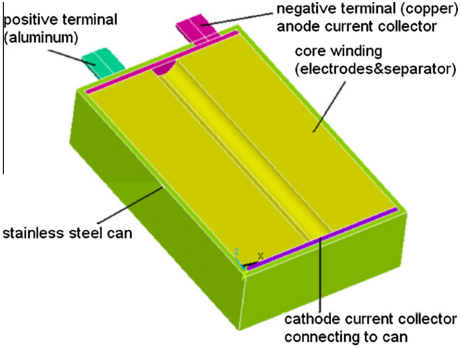 positive terminal
(aluminum)
negative terminal (copper)
anode current collector
core winding
(electrodes&separator)
stainless steel can
X
cathode current collector
connecting to can